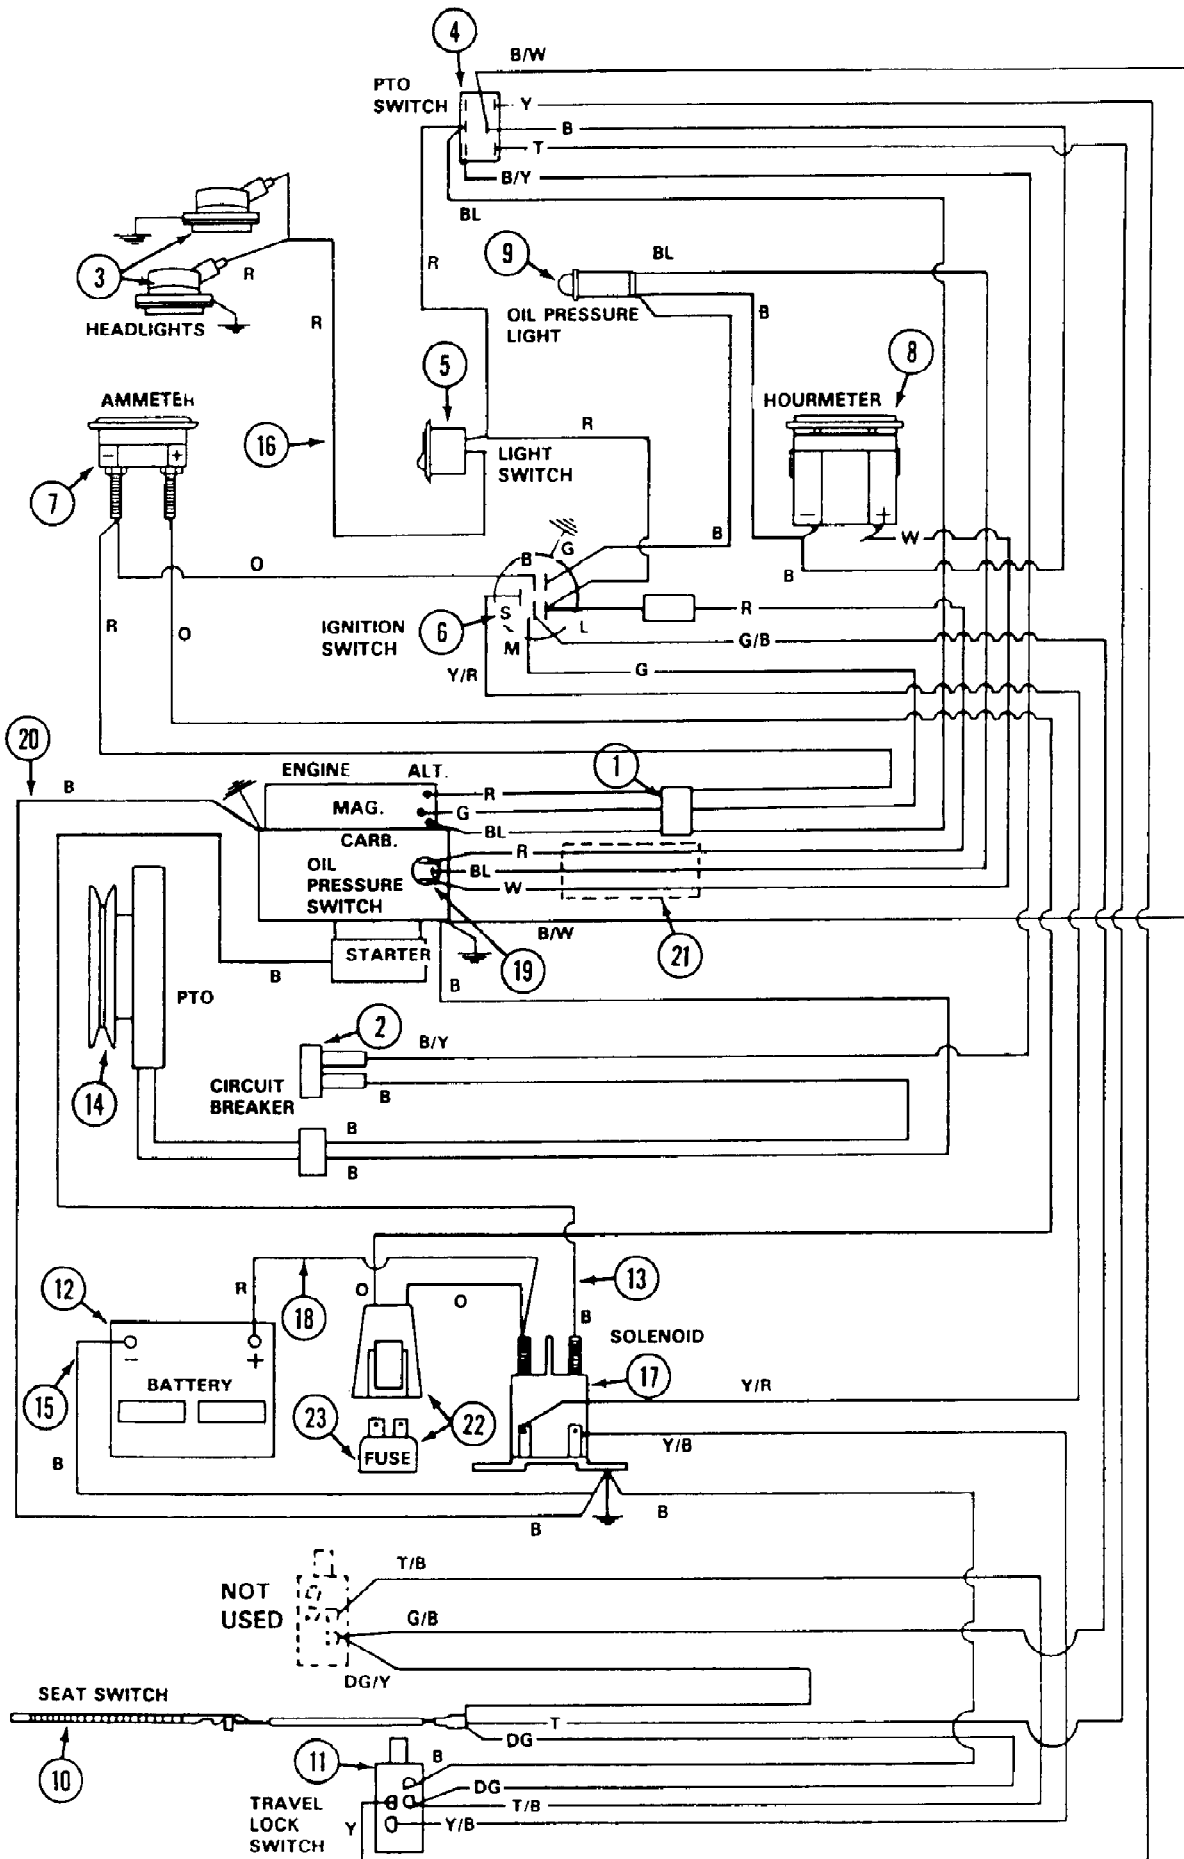 4
B/W
PTO
SWITCH
Y
B
T
B/Y
BL
3
R
HEADLIGHTS
R
R
9
BL
OIL PRESSURE
LIGHT
B
8
HOURMETER
5
AMMETER
16
R
LIGHT
SWITCH
- +
7
- +
W
B
G
B
B
O
IGNITION
SWITCH
6
S
L
M
R
G/B
R
O
Y/R
G
20
B
ENGINE
ALT.
1
R
MAG.
G
BL
CARB.
R
OIL
PRESSURE
SWITCH
BL
W
B/W
STARTER
19
21
B
B
PTO
2
B/Y
14
CIRCUIT
BREAKER
B
B
B
12
R
18
O
O
13
B
SOLENOID
- +
15
BATTERY
17
Y/R
23
22
FUSE
Y/B
B
B
B
NOT
USED
T/B
G/B
DG/Y
SEAT SWITCH
T
DG
10
11
B
DG
TRAVEL
LOCK
SWITCH
T/B
Y
Y/B